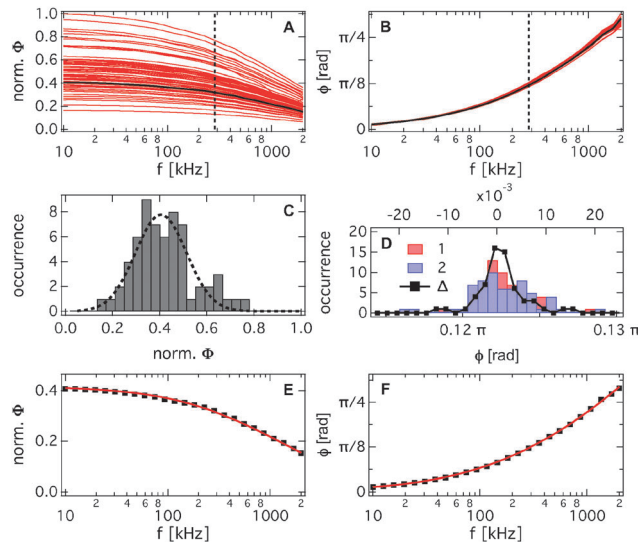 A
norm. Φ
1.0
0.8
0.6
0.4
0.2
0.0
10 2 4 6 8 100 2 4 6 8 1000 2
f [kHz]
B
ϕ [rad]
π/4
π/8
0
10 2 4 6 8 100 2 4 6 8 1000 2
f [kHz]
C
occurrence
8
6
4
2
0
0.0 0.2 0.4 0.6 0.8 1.0
norm. Φ
x10⁻³
-20 -10 0 10 20
D
occurrence
20
15
10
5
0
1
2
Δ
0.12 π 0.13 π
ϕ [rad]
E
norm. Φ
0.4
0.2
0.0
10 2 4 6 8 100 2 4 6 8 1000 2
f [kHz]
F
ϕ [rad]
π/4
π/8
0
10 2 4 6 8 100 2 4 6 8 1000 2
f [kHz]